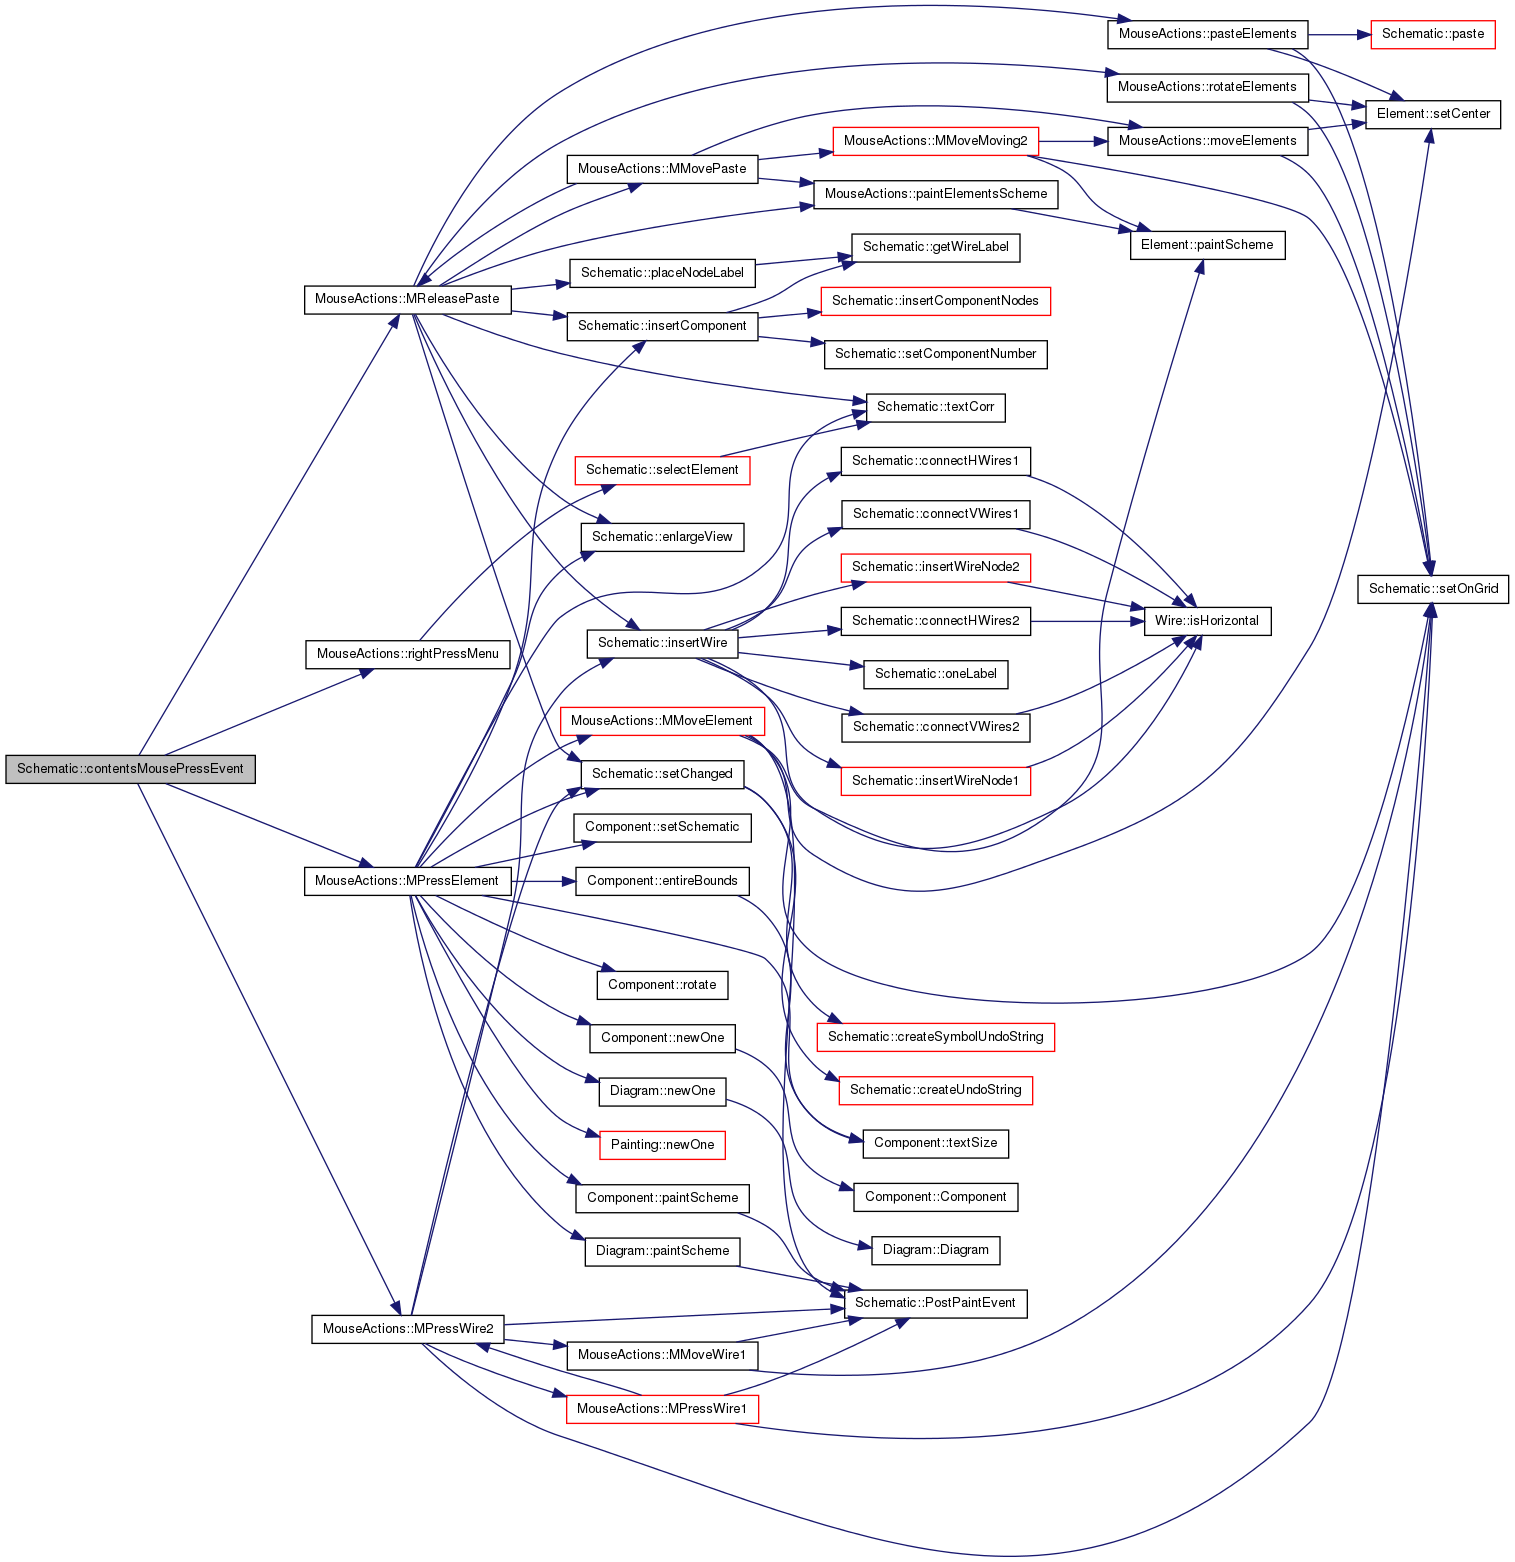 Schematic::contentsMousePressEvent
MouseActions::MReleasePaste
MouseActions::rightPressMenu
MouseActions::MPressElement
MouseActions::MPressWire2
MouseActions::MMovePaste
Schematic::placeNodeLabel
Schematic::insertComponent
Schematic::selectElement
Schematic::enlargeView
Schematic::insertWire
MouseActions::MMoveElement
Schematic::setChanged
Component::setSchematic
Component::entireBounds
Component::rotate
Component::newOne
Diagram::newOne
Painting::newOne
Component::paintScheme
Diagram::paintScheme
MouseActions::MMoveWire1
MouseActions::MPressWire1
MouseActions::MMoveMoving2
MouseActions::paintElementsScheme
Schematic::getWireLabel
Schematic::insertComponentNodes
Schematic::setComponentNumber
Schematic::textCorr
Schematic::connectHWires1
Schematic::connectVWires1
Schematic::insertWireNode2
Schematic::connectHWires2
Schematic::oneLabel
Schematic::connectVWires2
Schematic::insertWireNode1
Schematic::createSymbolUndoString
Schematic::createUndoString
Component::textSize
Component::Component
Diagram::Diagram
Schematic::PostPaintEvent
MouseActions::pasteElements
MouseActions::rotateElements
MouseActions::moveElements
Element::paintScheme
Wire::isHorizontal
Schematic::paste
Element::setCenter
Schematic::setOnGrid